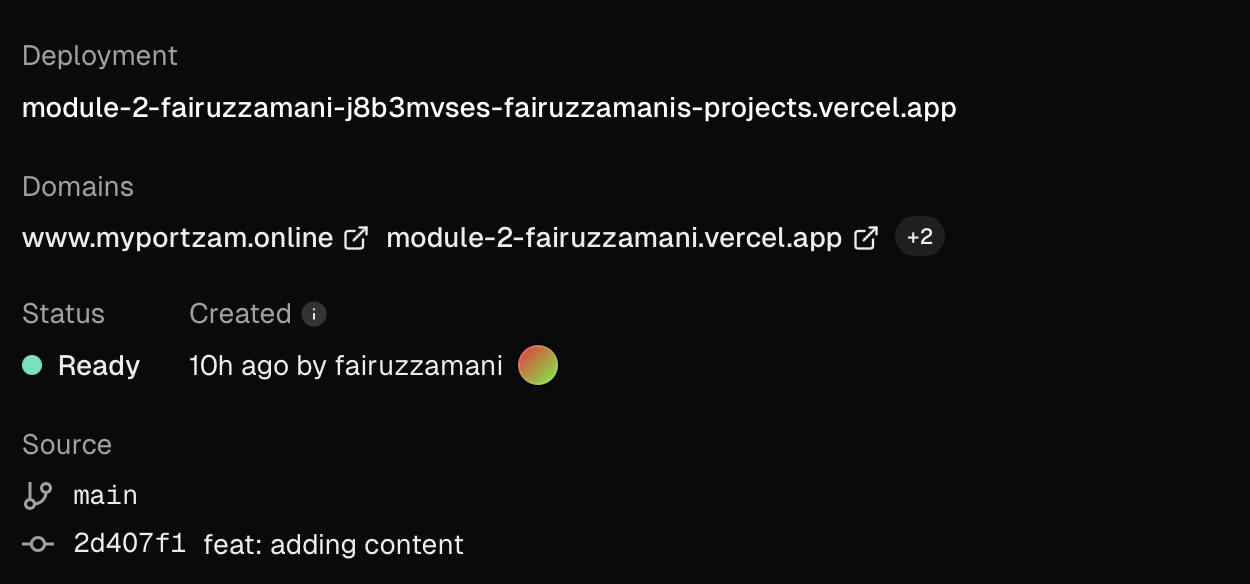 Deployment
module-2-fairuzzamani-j8b3mvses-fairuzzamanis-projects.vercel.app
Domains
www.myportzam.online module-2-fairuzzamani.vercel.app +2
Status Created
Ready 10h ago by fairuzzamani
Source
main
2d407f1 feat: adding content